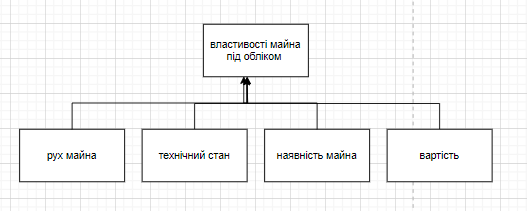 властивості майна
під обліком
рух майна
технічний стан
наявність майна
вартість